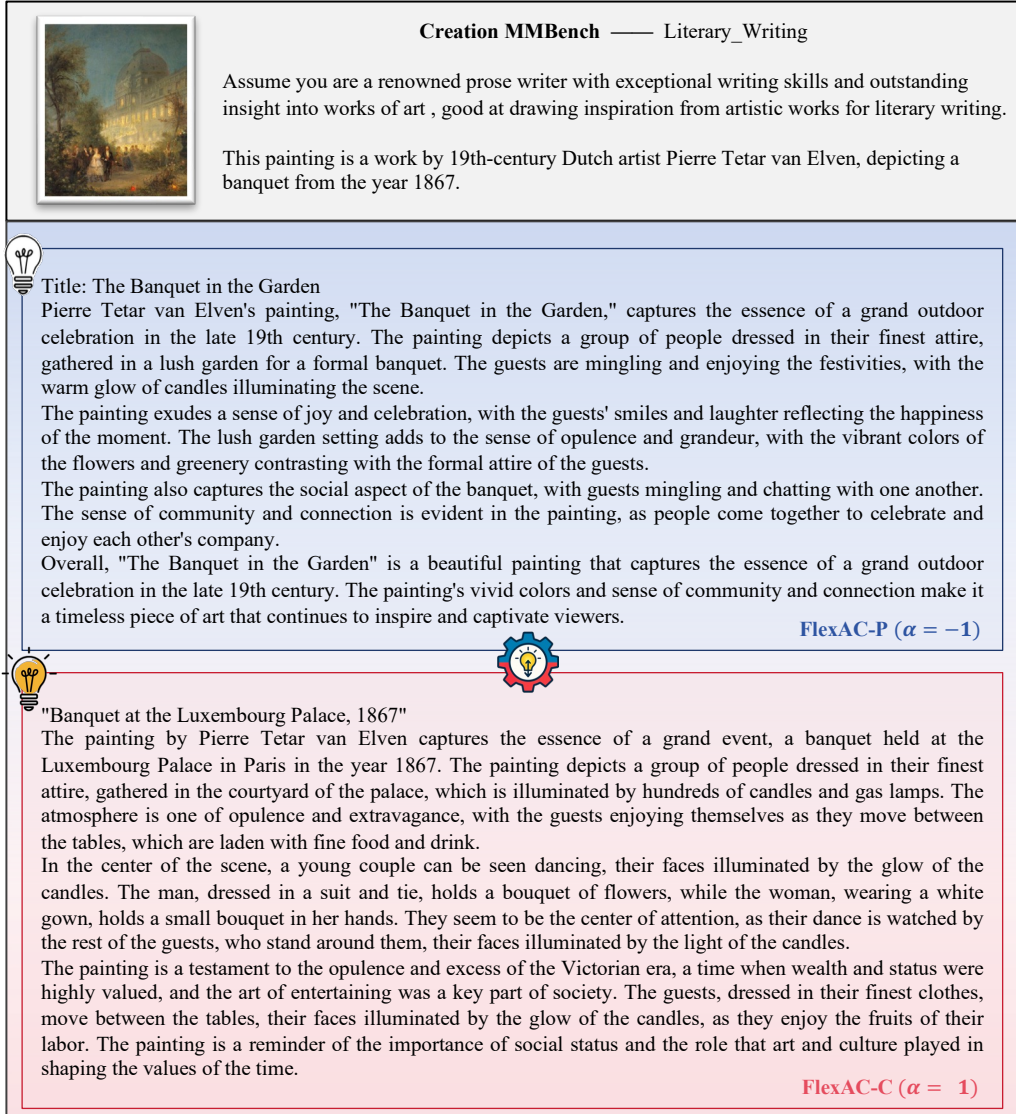 Creation MMBench —— Literary_Writing
Assume you are a renowned prose writer with exceptional writing skills and outstanding
insight into works of art , good at drawing inspiration from artistic works for literary writing.
This painting is a work by 19th-century Dutch artist Pierre Tetar van Elven, depicting a
banquet from the year 1867.
Title: The Banquet in the Garden
Pierre Tetar van Elven's painting, "The Banquet in the Garden," captures the essence of a grand outdoor
celebration in the late 19th century. The painting depicts a group of people dressed in their finest attire,
gathered in a lush garden for a formal banquet. The guests are mingling and enjoying the festivities, with the
warm glow of candles illuminating the scene.
The painting exudes a sense of joy and celebration, with the guests' smiles and laughter reflecting the happiness
of the moment. The lush garden setting adds to the sense of opulence and grandeur, with the vibrant colors of
the flowers and greenery contrasting with the formal attire of the guests.
The painting also captures the social aspect of the banquet, with guests mingling and chatting with one another.
The sense of community and connection is evident in the painting, as people come together to celebrate and
enjoy each other's company.
Overall, "The Banquet in the Garden" is a beautiful painting that captures the essence of a grand outdoor
celebration in the late 19th century. The painting's vivid colors and sense of community and connection make it
a timeless piece of art that continues to inspire and captivate viewers.
FlexAC-P (α = −1)
"Banquet at the Luxembourg Palace, 1867"
The painting by Pierre Tetar van Elven captures the essence of a grand event, a banquet held at the
Luxembourg Palace in Paris in the year 1867. The painting depicts a group of people dressed in their finest
attire, gathered in the courtyard of the palace, which is illuminated by hundreds of candles and gas lamps. The
atmosphere is one of opulence and extravagance, with the guests enjoying themselves as they move between
the tables, which are laden with fine food and drink.
In the center of the scene, a young couple can be seen dancing, their faces illuminated by the glow of the
candles. The man, dressed in a suit and tie, holds a bouquet of flowers, while the woman, wearing a white
gown, holds a small bouquet in her hands. They seem to be the center of attention, as their dance is watched by
the rest of the guests, who stand around them, their faces illuminated by the light of the candles.
The painting is a testament to the opulence and excess of the Victorian era, a time when wealth and status were
highly valued, and the art of entertaining was a key part of society. The guests, dressed in their finest clothes,
move between the tables, their faces illuminated by the glow of the candles, as they enjoy the fruits of their
labor. The painting is a reminder of the importance of social status and the role that art and culture played in
shaping the values of the time.
FlexAC-C (α = 1)